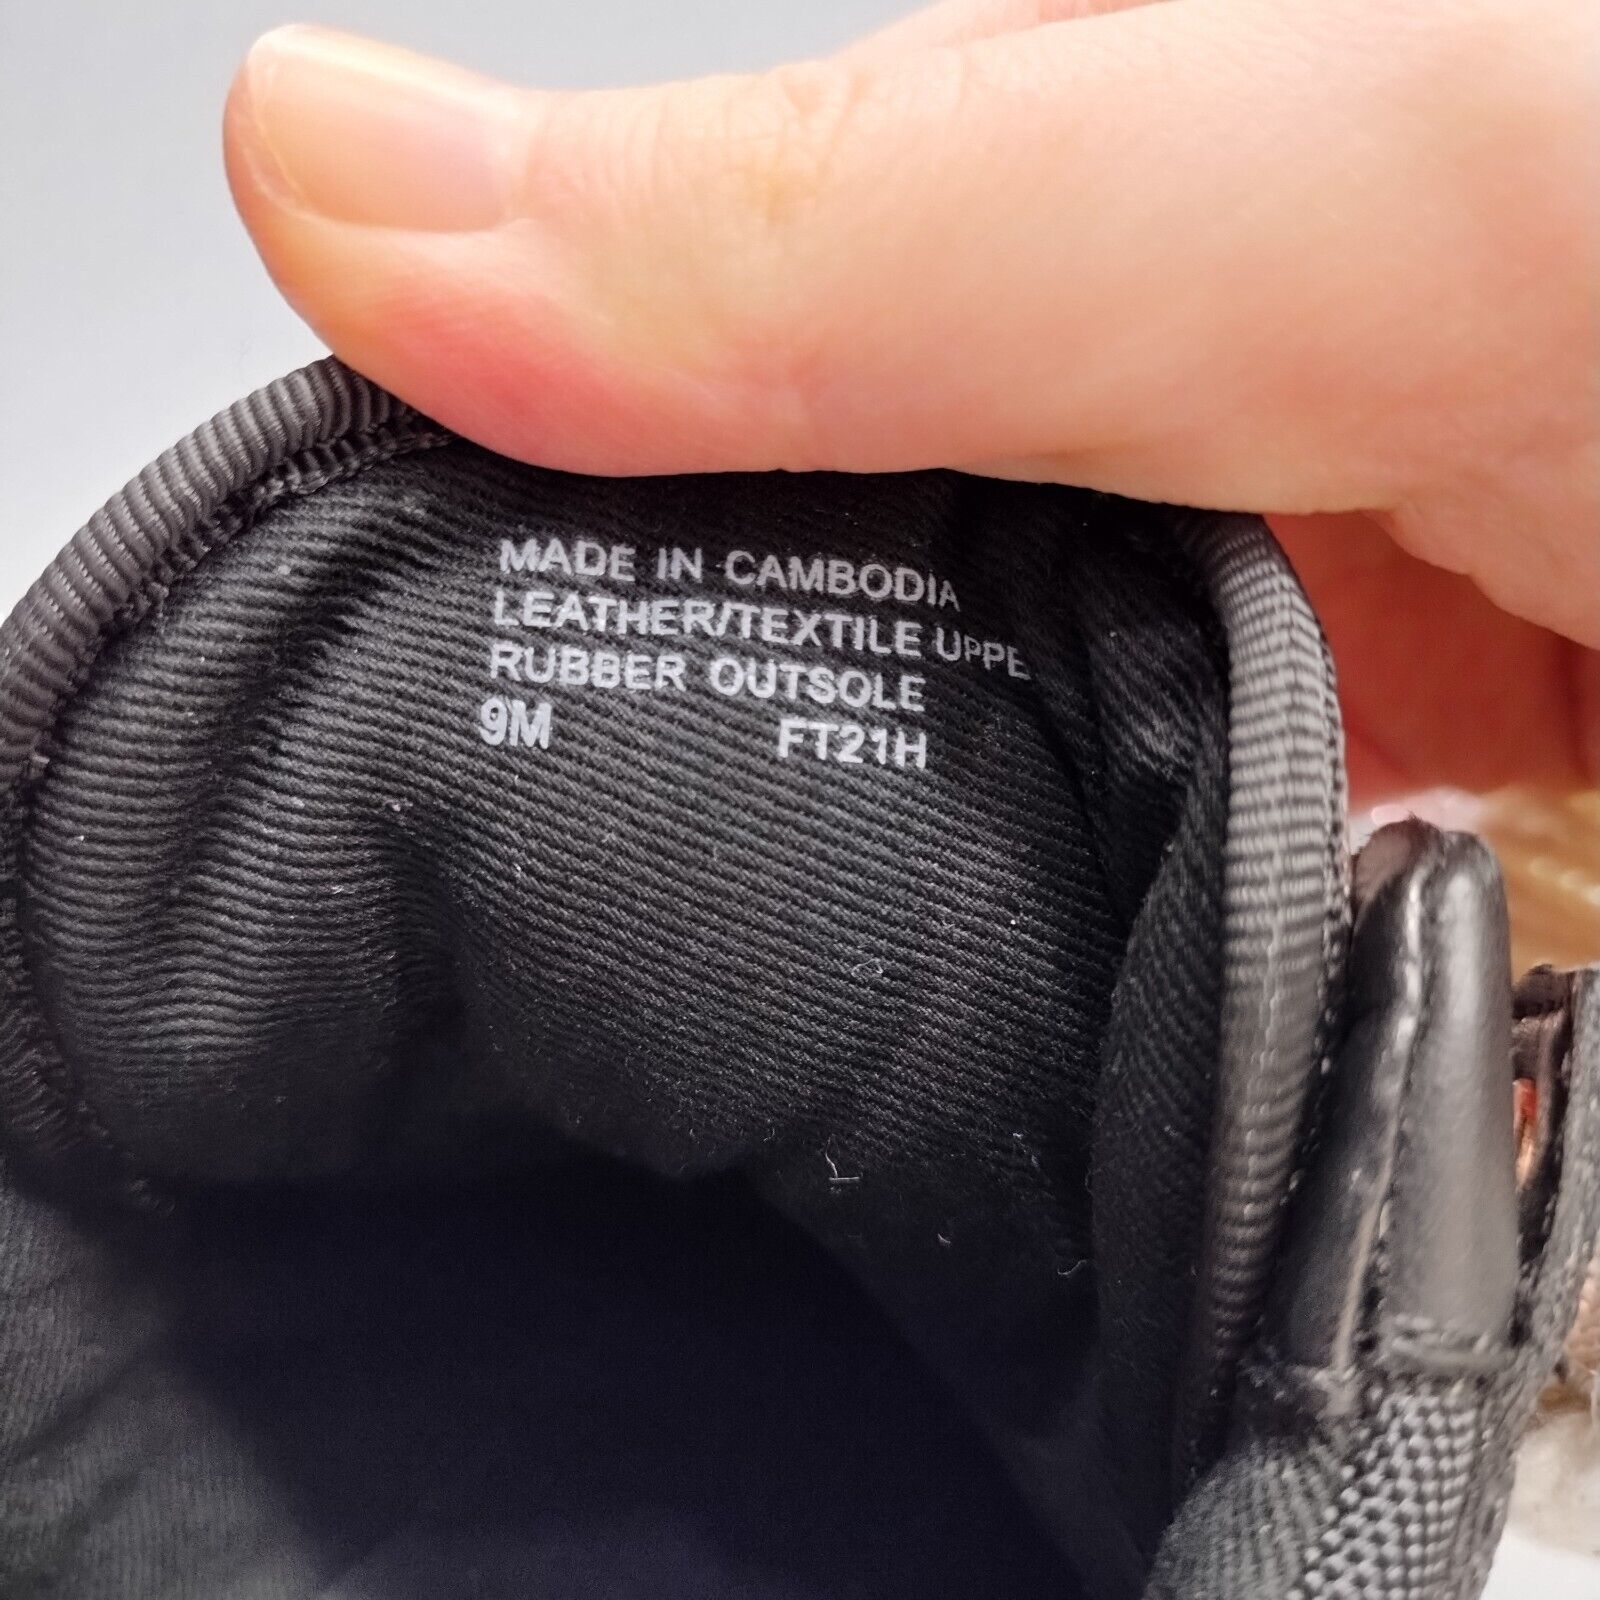 MADE IN CAMBODIA
LEATHER/TEXTILE UPPE
RUBBER OUTSOLE
9M FT21H